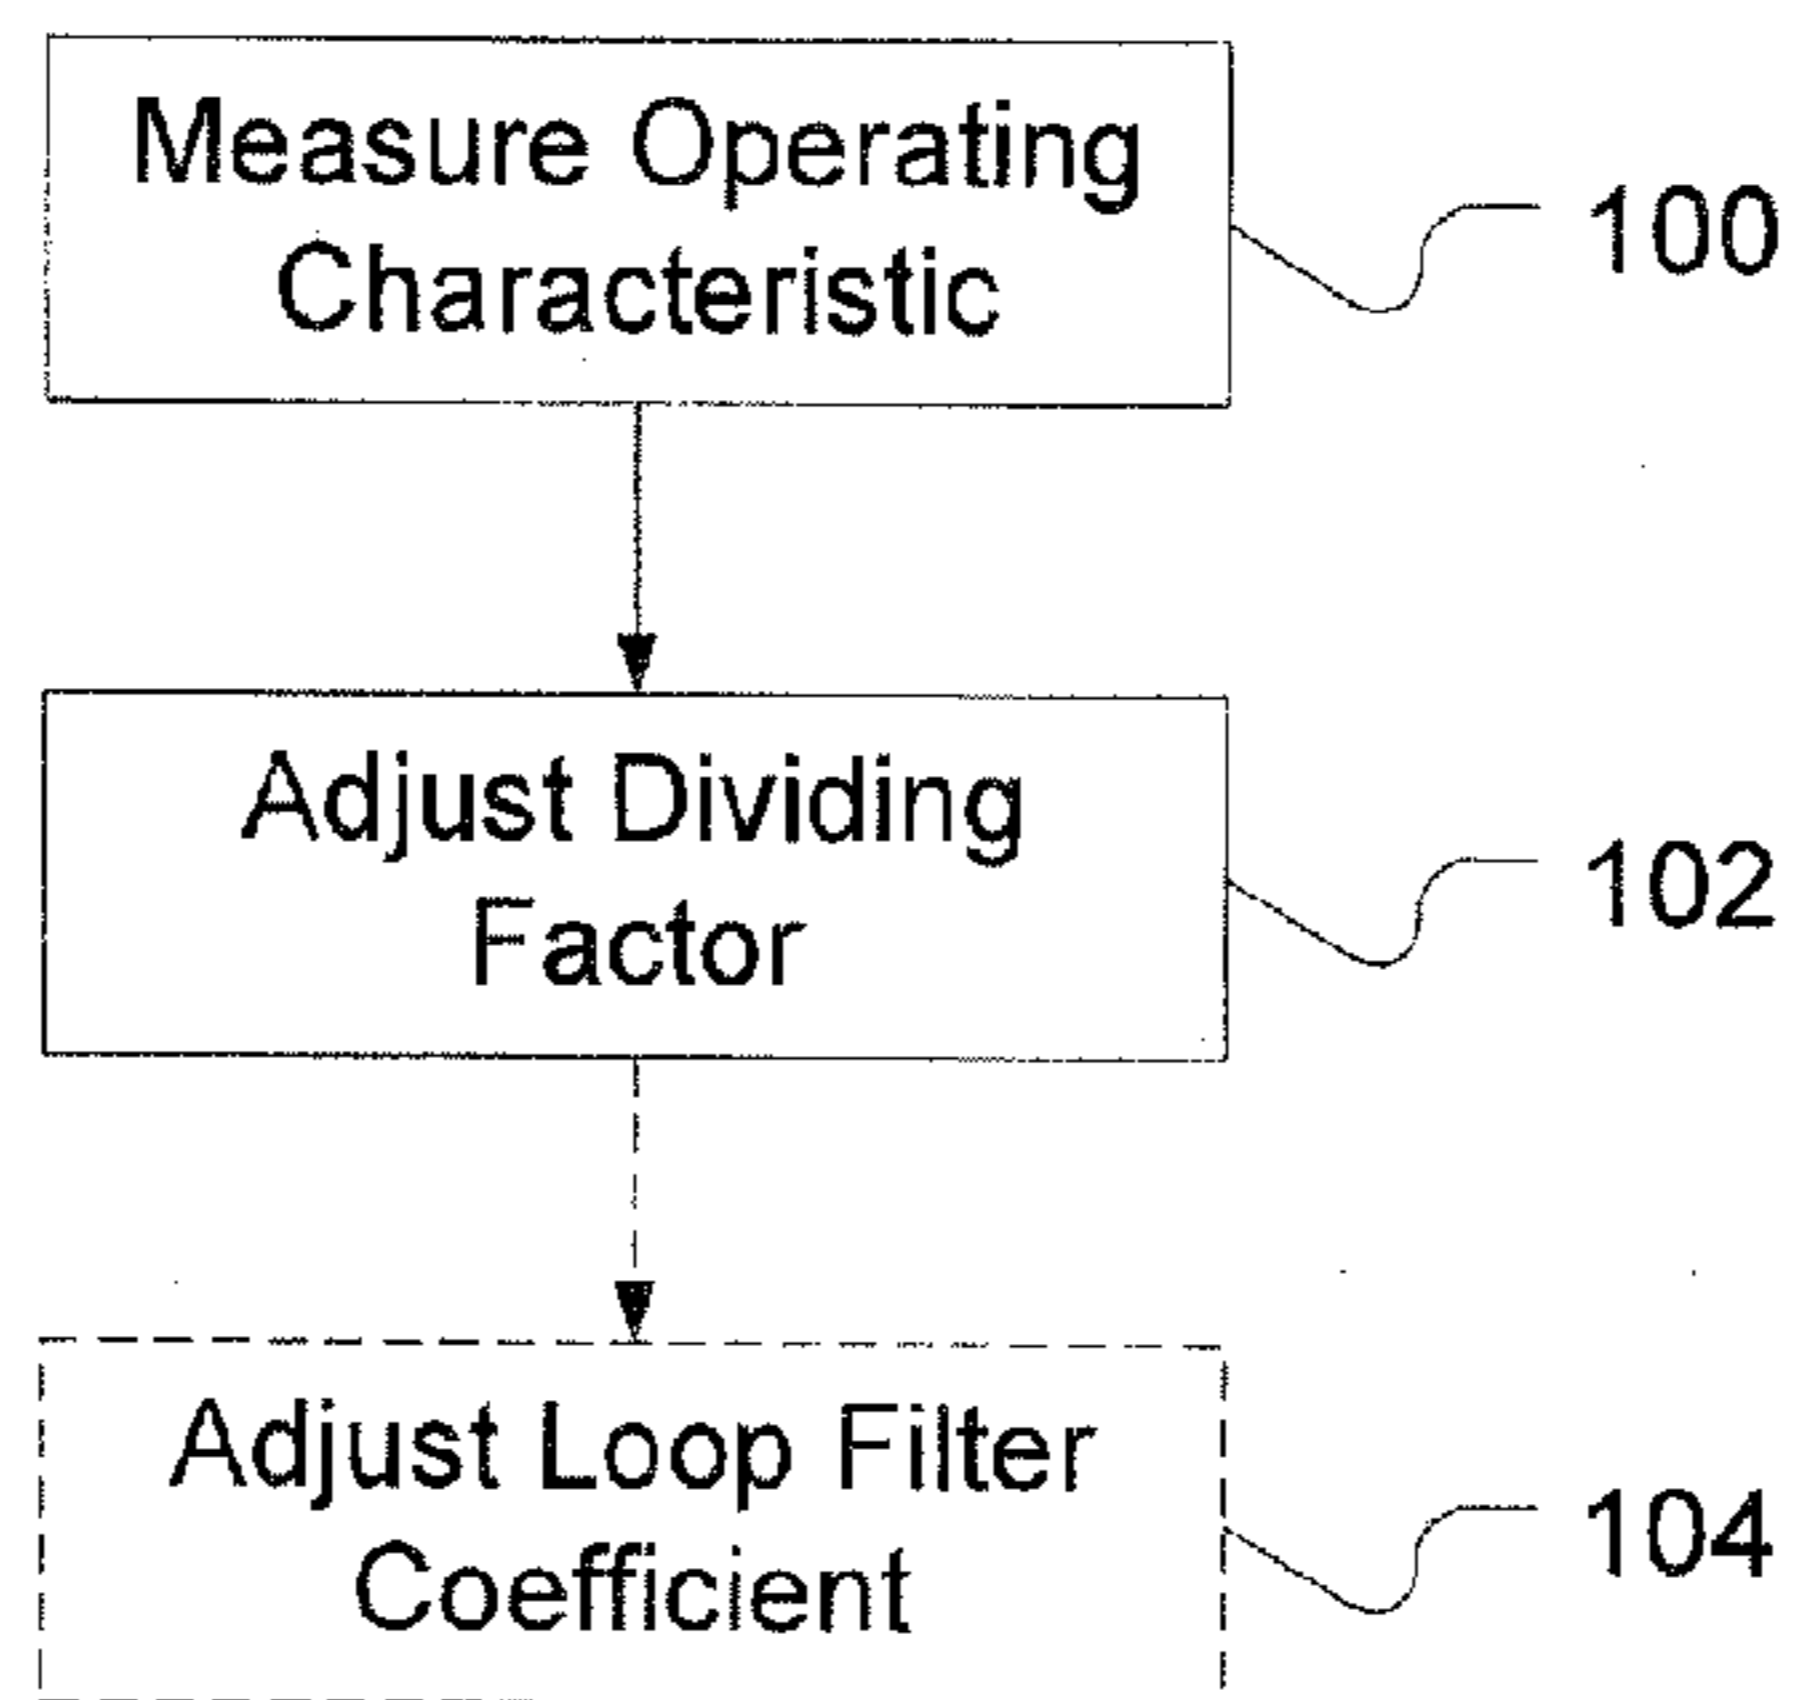 Measure Operating
Characteristic
100
Adjust Dividing
Factor
102
Adjust Loop Filter
Coefficient
104